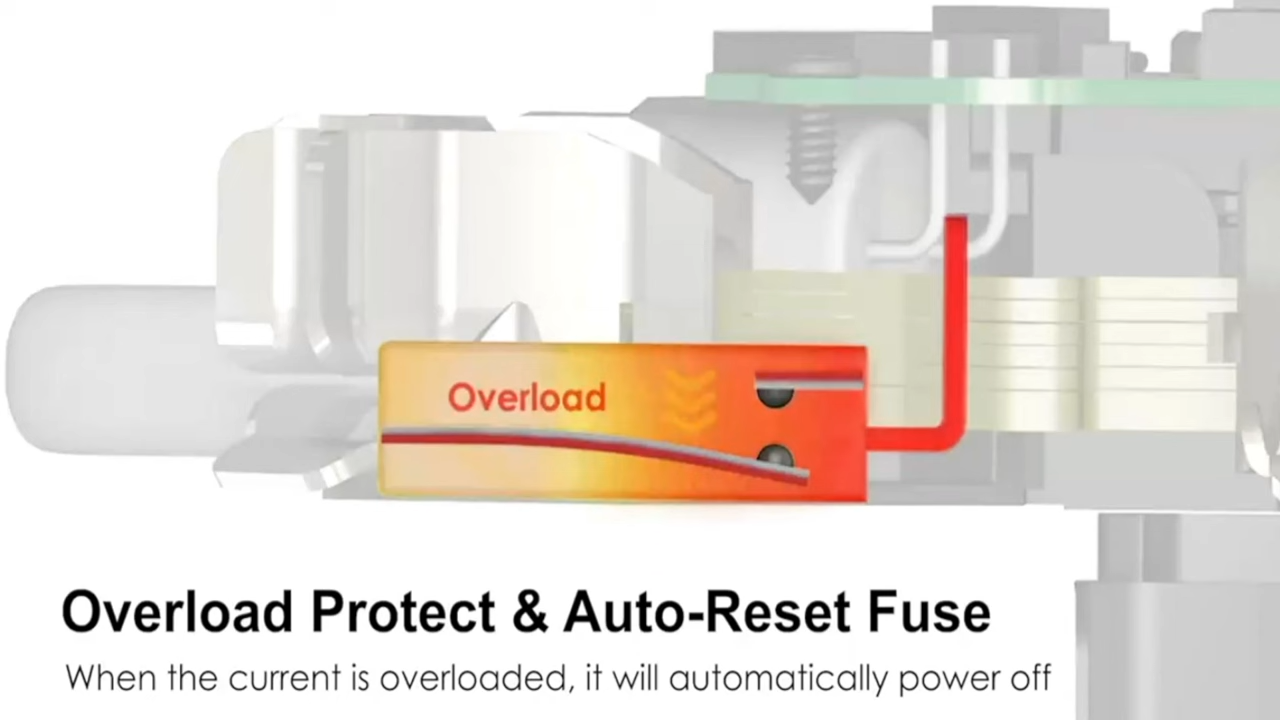 Overload
Overload Protect & Auto-Reset Fuse
When the current is overloaded, it will automatically power off